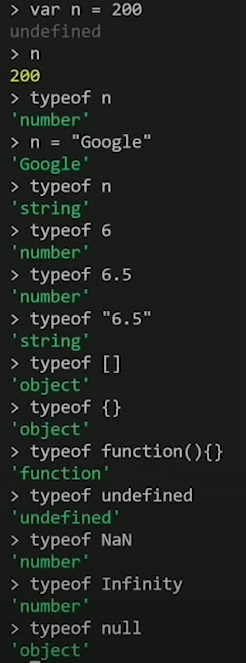 > var n = 200
undefined
> n
200
> typeof n
'number'
> n = "Google"
'Google'
> typeof n
'string'
> typeof 6
'number'
> typeof 6.5
'number'
> typeof "6.5"
'string'
> typeof []
'object'
> typeof {}
'object'
> typeof function(){}
'function'
> typeof undefined
'undefined'
> typeof NaN
'number'
> typeof Infinity
'number'
> typeof null
'object'